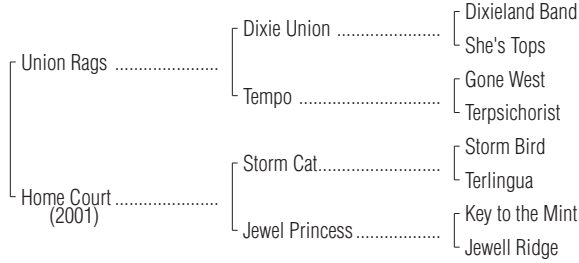 Dixieland Band
Dixie Union ......................
She's Tops
Union Rags ......................
Gone West
Tempo ..............................
Terpsichorist
Storm Bird
Storm Cat..........................
Terlingua
Home Court ......................
(2001)
Key to the Mint
Jewel Princess..................
Jewell Ridge